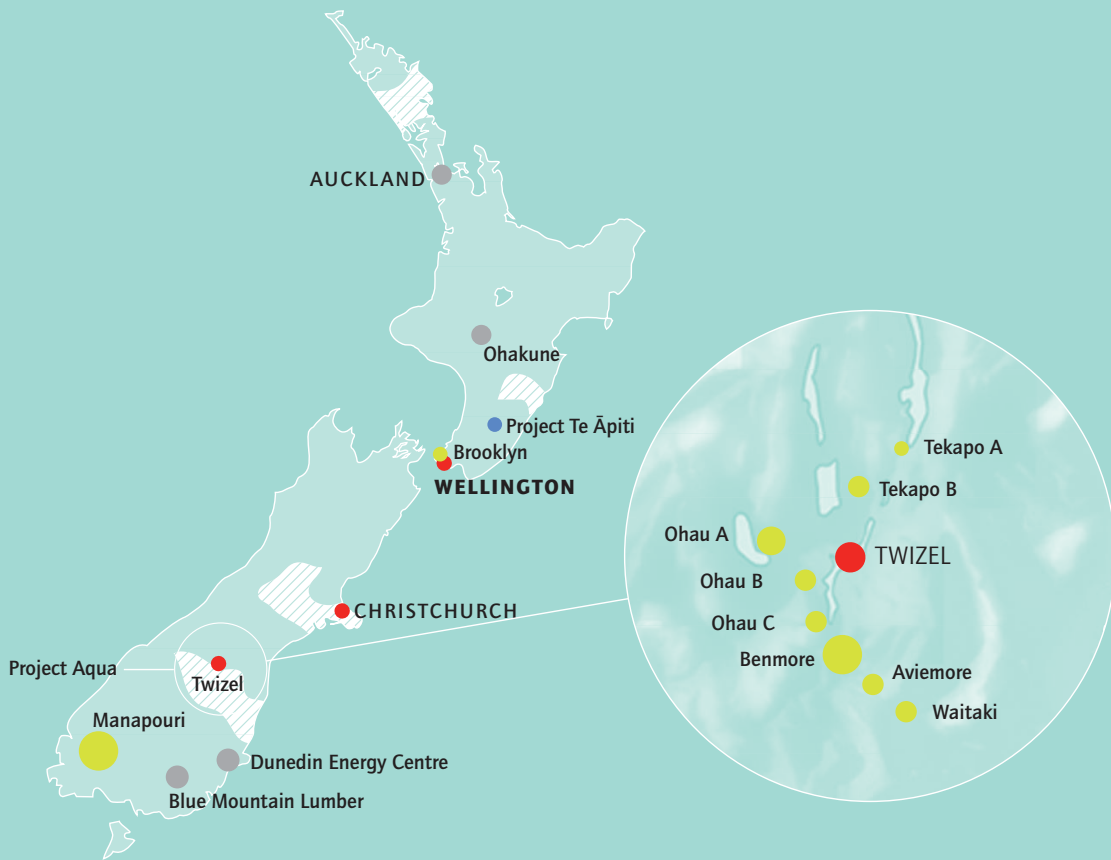 AUCKLAND
Ohakune
Project Te Āpiti
Brooklyn
WELLINGTON
CHRISTCHURCH
Project Aqua
Twizel
Manapouri
Dunedin Energy Centre
Blue Mountain Lumber
Tekapo A
Tekapo B
Ohau A
TWIZEL
Ohau B
Ohau C
Benmore
Aviemore
Waitaki